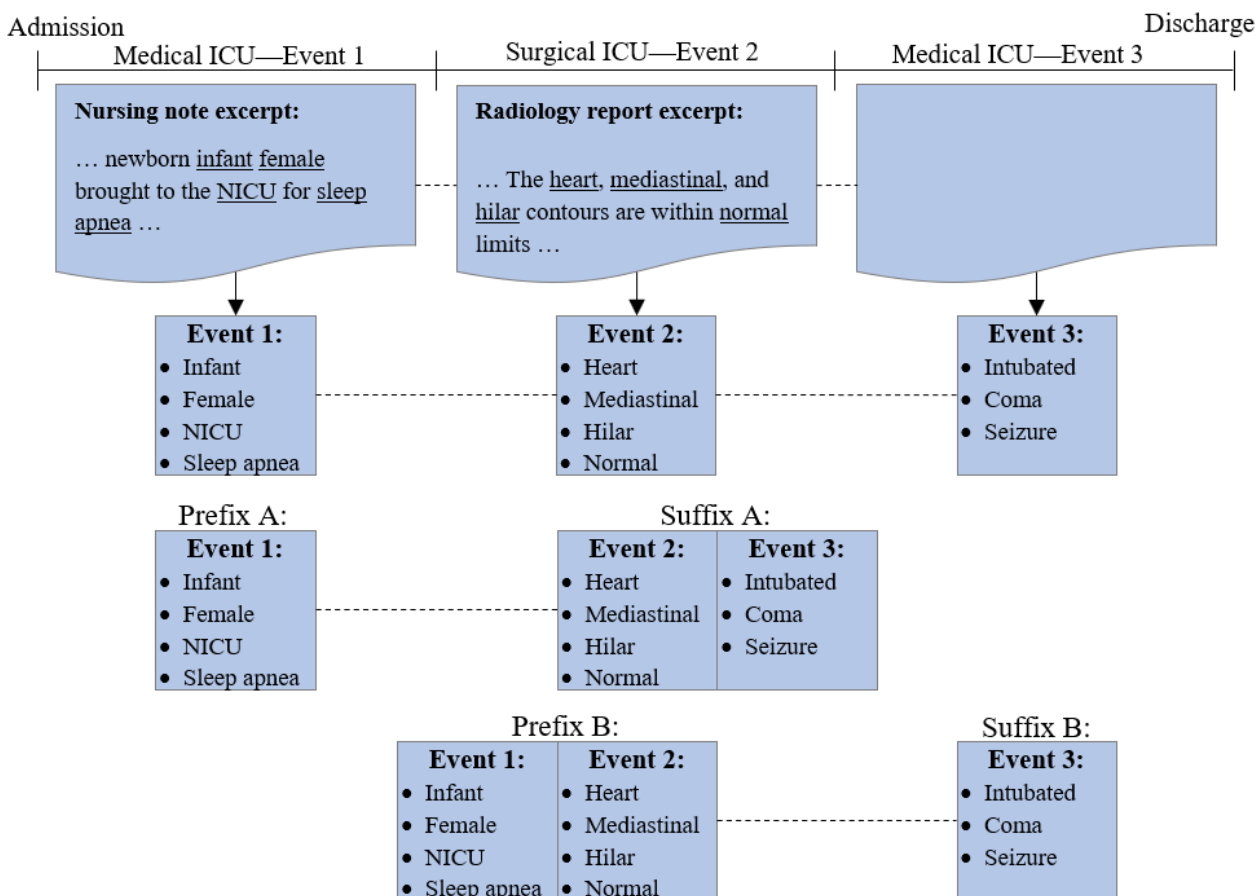 Admission
Discharge
Medical ICU—Event 1
Surgical ICU—Event 2
Medical ICU—Event 3
Nursing note excerpt:
… newborn infant female
brought to the NICU for sleep
apnea …
Radiology report excerpt:
… The heart, mediastinal, and
hilar contours are within normal
limits …
Event 1:
• Infant
• Female
• NICU
• Sleep apnea
Event 2:
• Heart
• Mediastinal
• Hilar
• Normal
Event 3:
• Intubated
• Coma
• Seizure
Prefix A:
Event 1:
• Infant
• Female
• NICU
• Sleep apnea
Suffix A:
Event 2:
• Heart
• Mediastinal
• Hilar
• Normal
Event 3:
• Intubated
• Coma
• Seizure
Prefix B:
Event 1:
• Infant
• Female
• NICU
• Sleep apnea
Event 2:
• Heart
• Mediastinal
• Hilar
• Normal
Suffix B:
Event 3:
• Intubated
• Coma
• Seizure